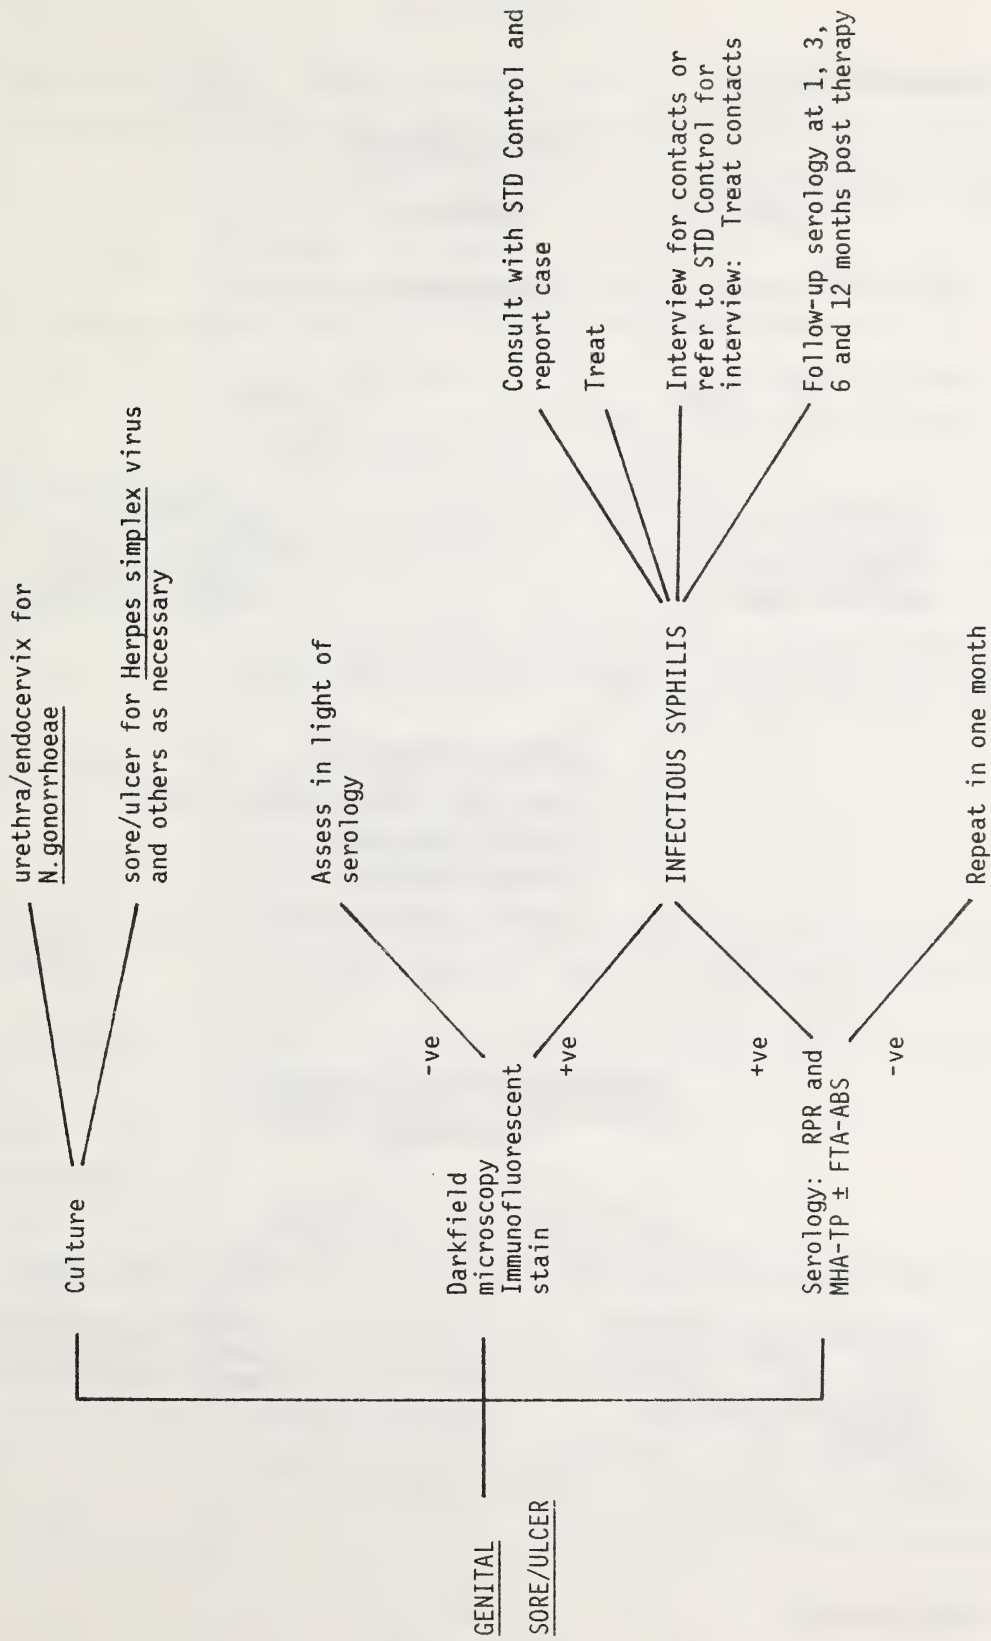 GENITAL
SORE/ULCER
Culture
urethra/endocervix for
N.gonorrhoeae
sore/ulcer for Herpes simplex virus
and others as necessary
Darkfield
microscopy
Immunofluorescent
stain
-ve
Assess in light of
serology
+ve
Serology: RPR and
MHA-TP ± FTA-ABS
+ve
-ve
Repeat in one month
INFECTIOUS SYPHILIS
Consult with STD Control and
report case
Treat
Interview for contacts or
refer to STD Control for
interview: Treat contacts
Follow-up serology at 1, 3,
6 and 12 months post therapy